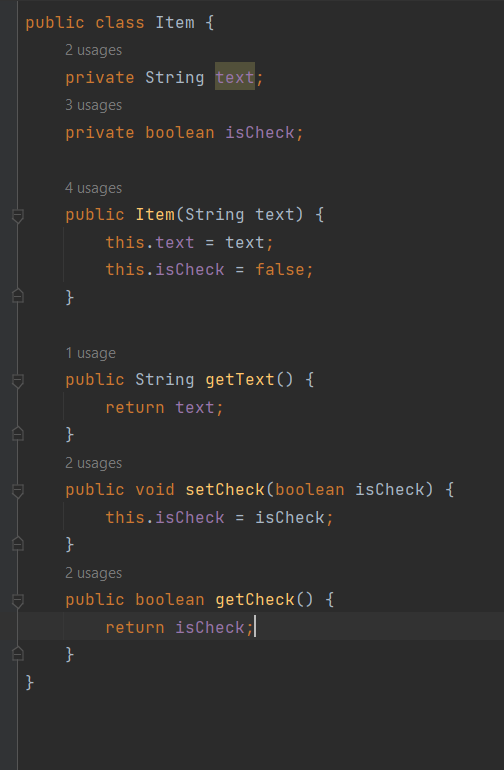 public class Item {
2 usages
private String text;
3 usages
private boolean isCheck;
4 usages
public Item(String text) {
this.text = text;
this.isCheck = false;
}
1 usage
public String getText() {
return text;
}
2 usages
public void setCheck(boolean isCheck) {
this.isCheck = isCheck;
}
2 usages
public boolean getCheck() {
return isCheck;
}
}